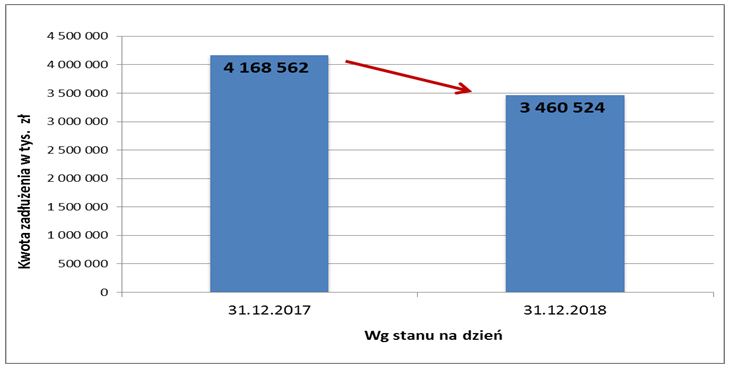 Kwota zadłużenia w tys. zł
4 500 000
4 000 000
3 500 000
3 000 000
2 500 000
2 000 000
1 500 000
1 000 000
500 000
0
4 168 562
3 460 524
31.12.2017
31.12.2018
Wg stanu na dzień